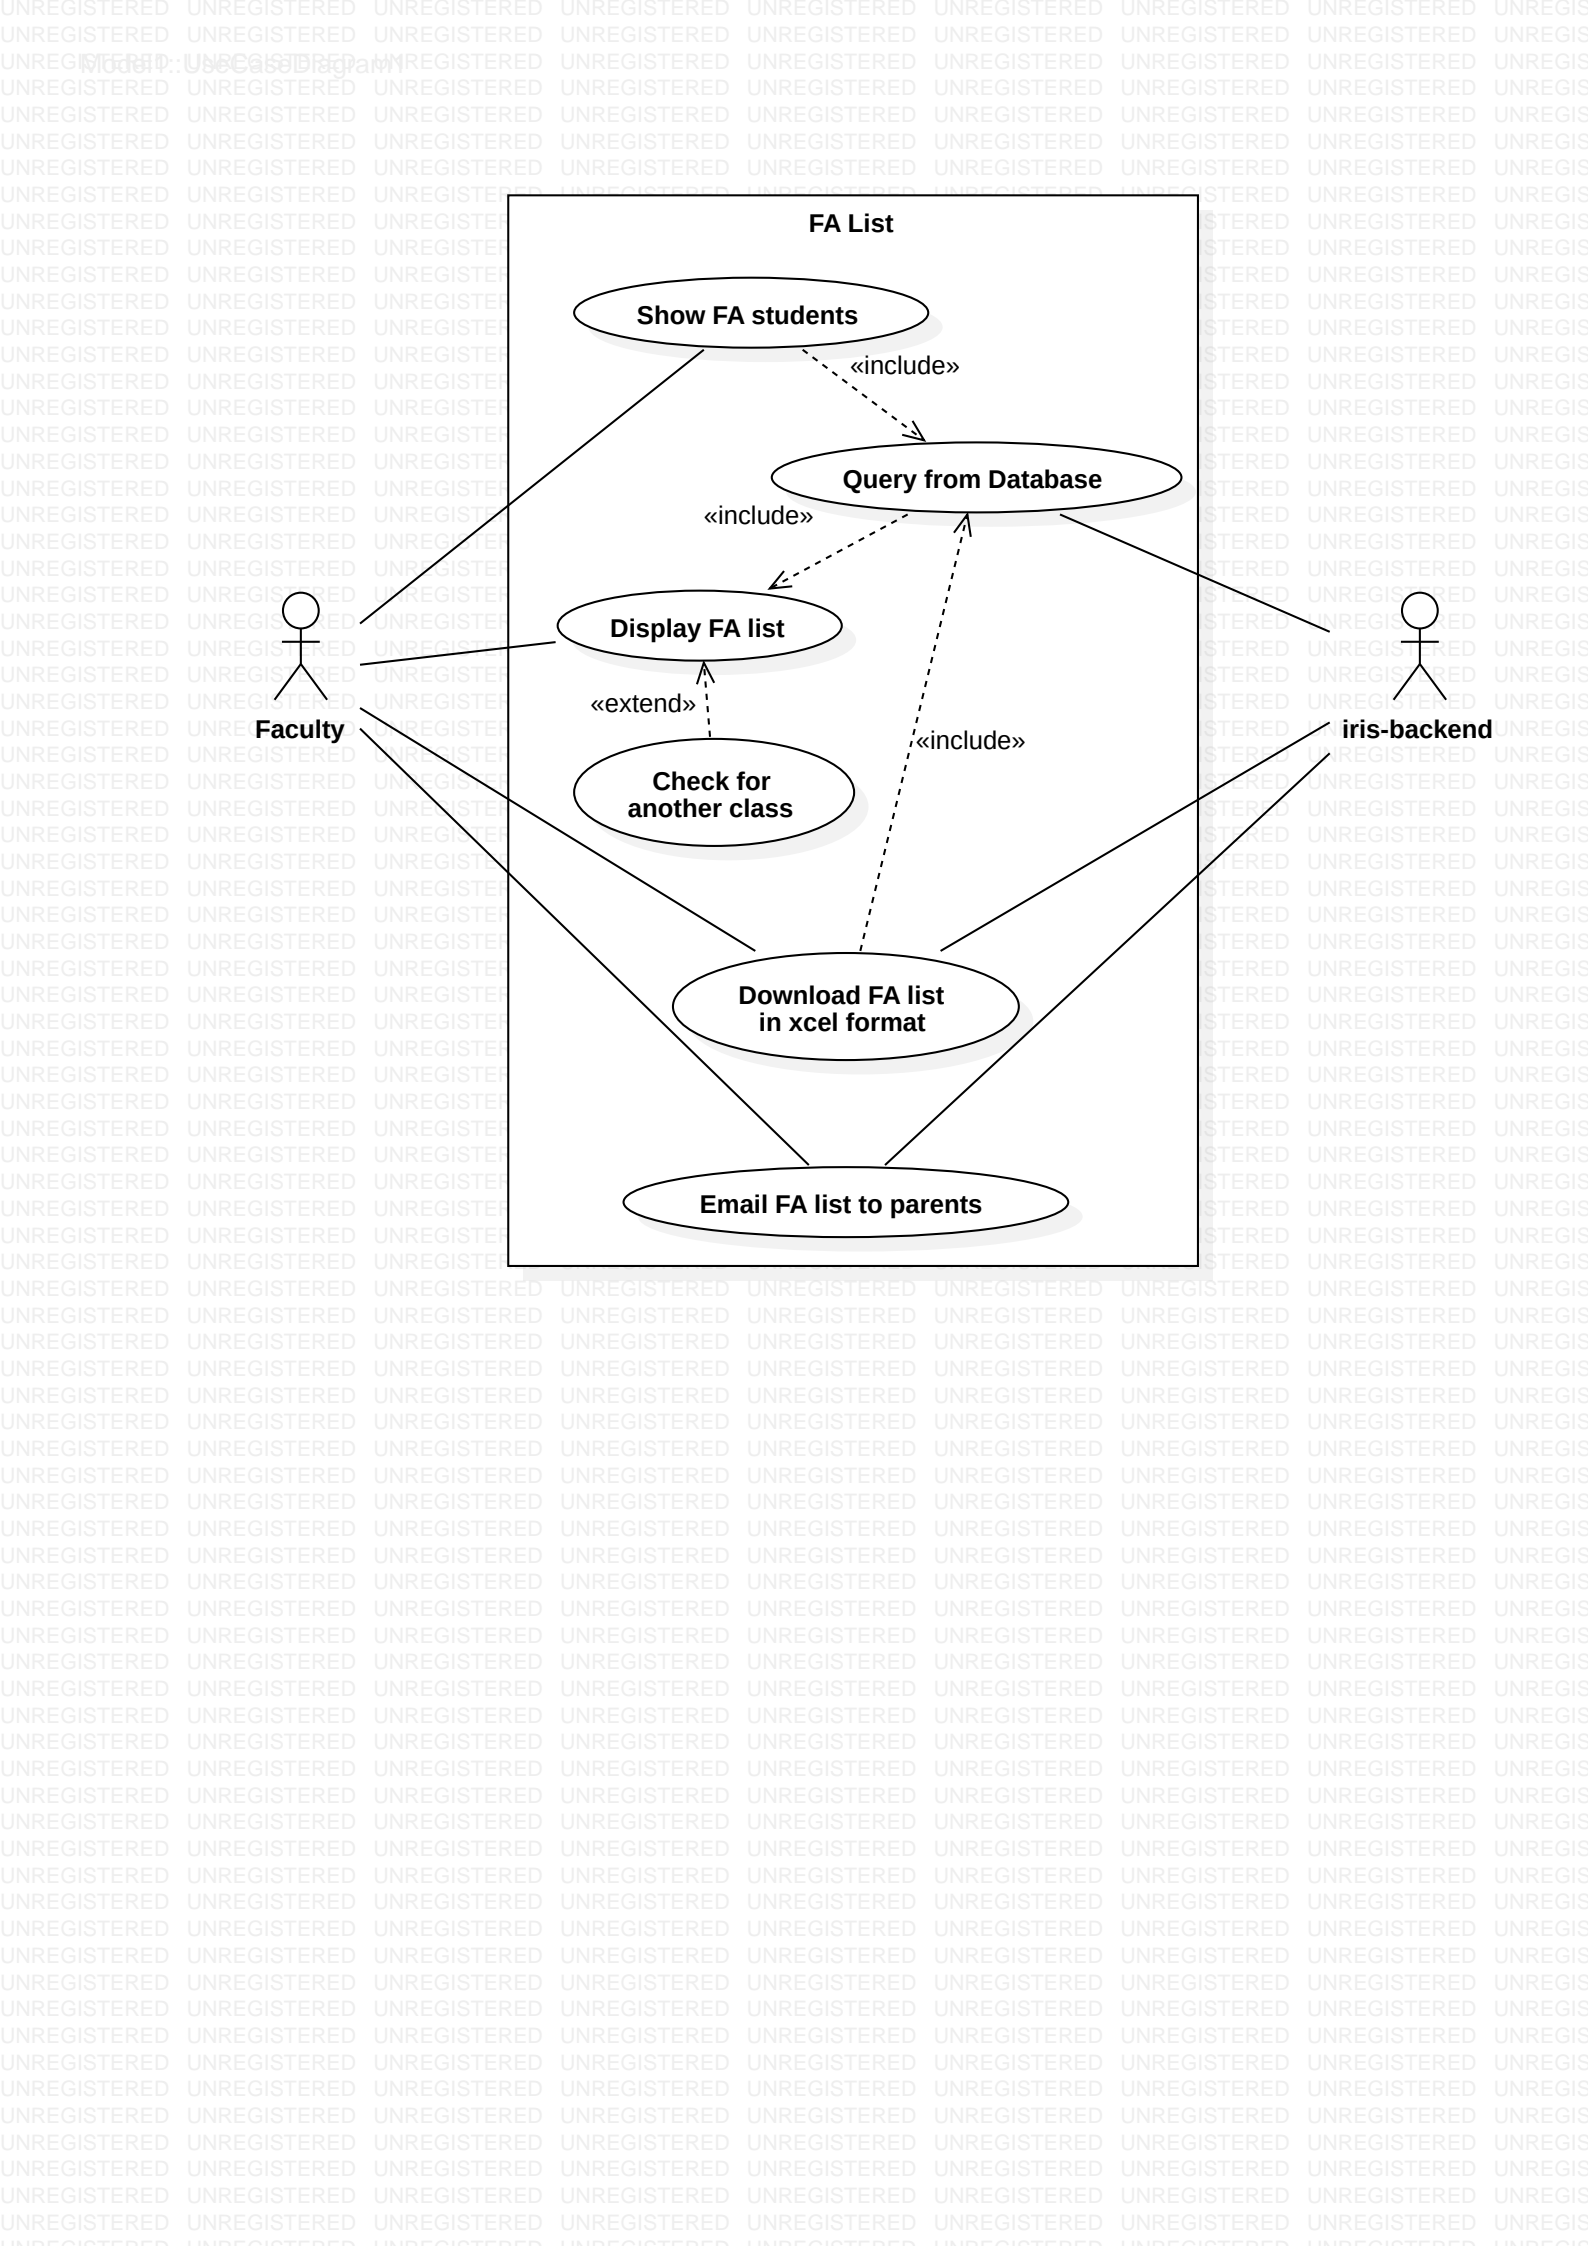 Model1::UseCaseDiagram1
FA List
Show FA students
«include»
Query from Database
«include»
Display FA list
«extend»
Faculty
iris-backend
«include»
Check for
another class
Download FA list
in xcel format
Email FA list to parents
UNREGISTERED